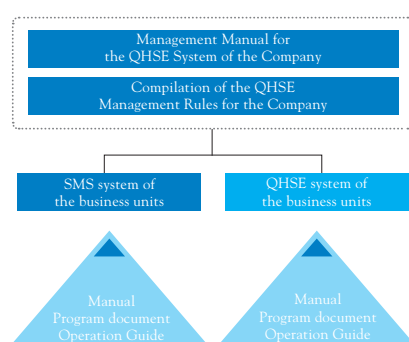 Management Manual for
the QHSE System of the Company
Compilation of the QHSE
Management Rules for the Company
SMS system of
the business units
QHSE system of
the business units
Manual
Program document
Operation Guide
Manual
Program document
Operation Guide